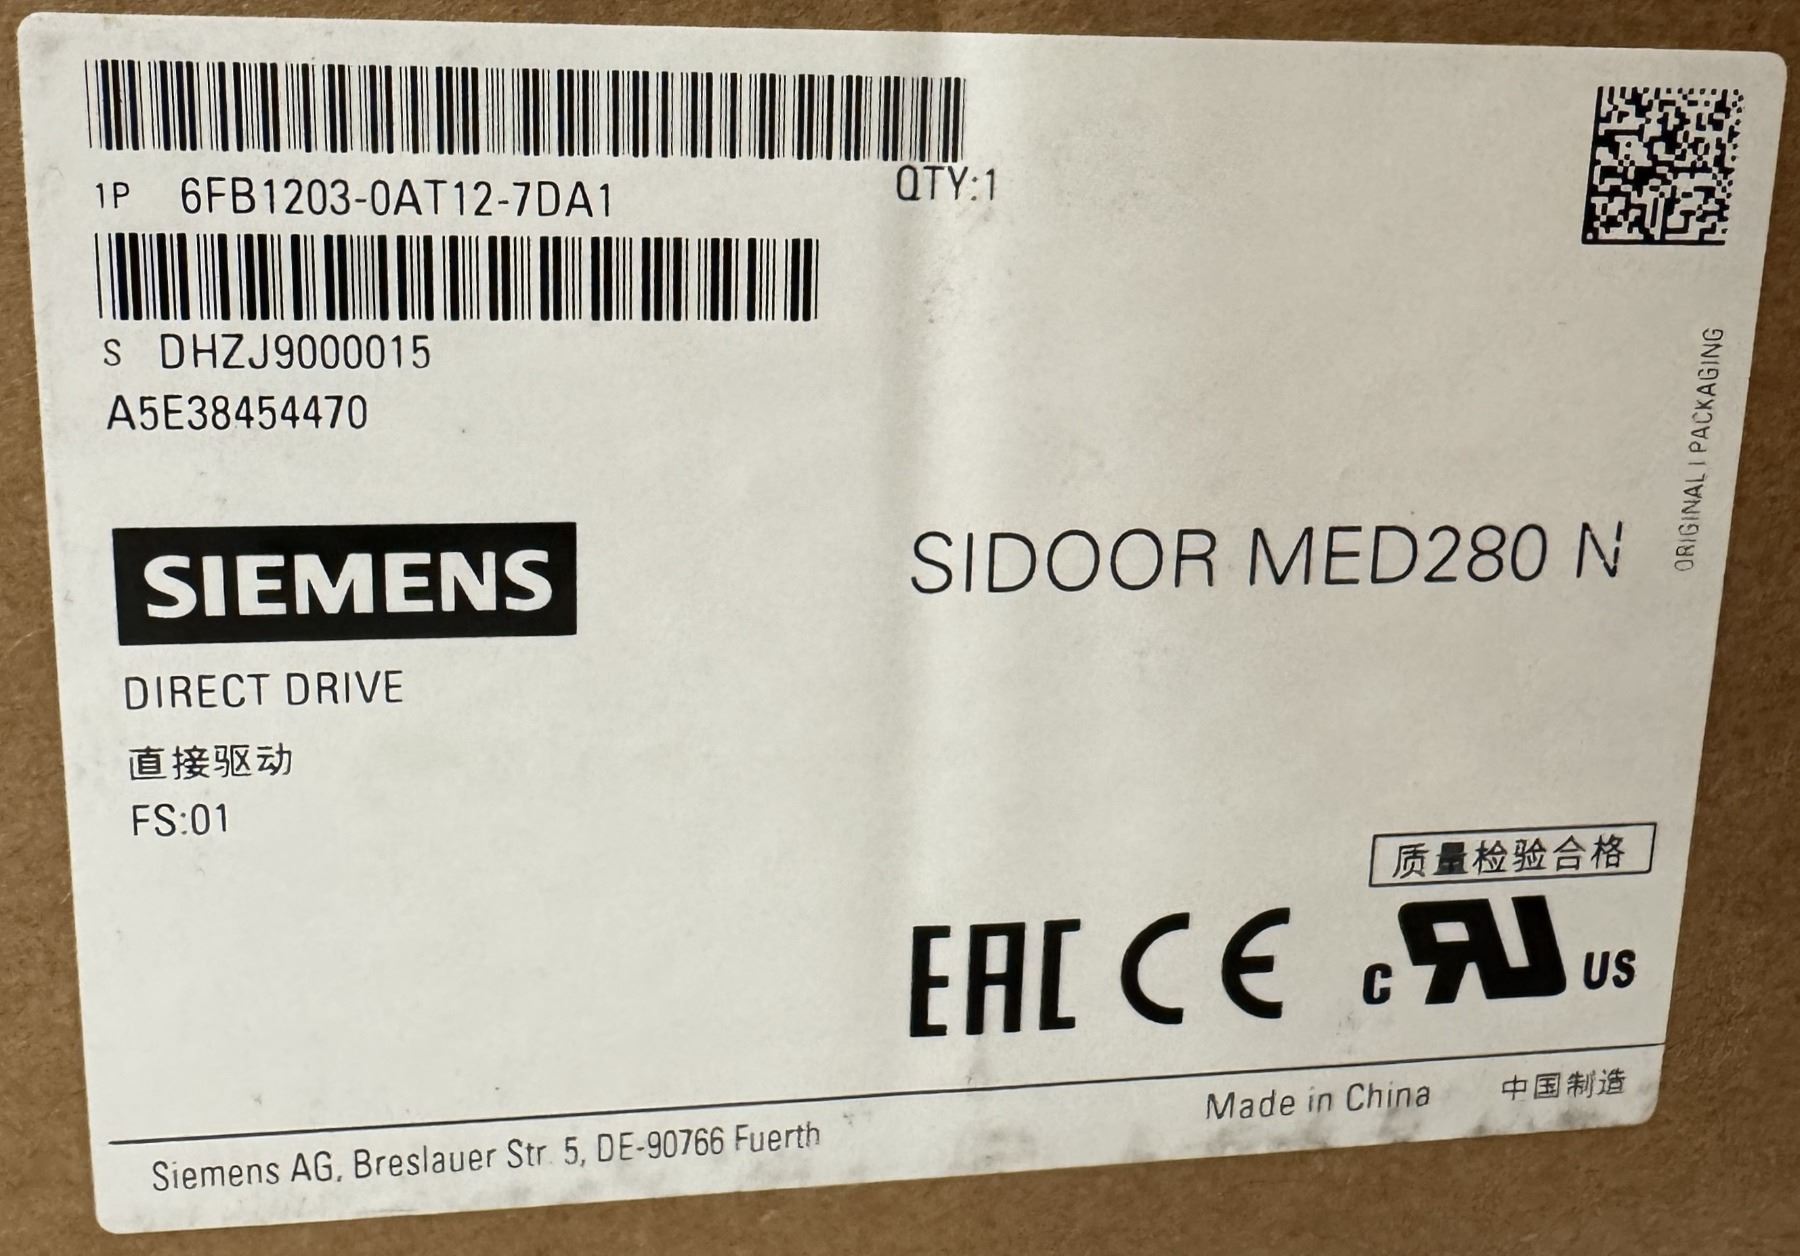 1P 6FB1203-0AT12-7DA1
QTY:1
S DHZJ9000015
A5E38454470
ORIGINAL | PACKAGING
SIEMENS
SIDOOR MED280 N
DIRECT DRIVE
直接驱动
FS:01
质量检验合格
EAC CE c RU US
Made in China 中国制造
Siemens AG, Breslauer Str. 5, DE-90766 Fuerth